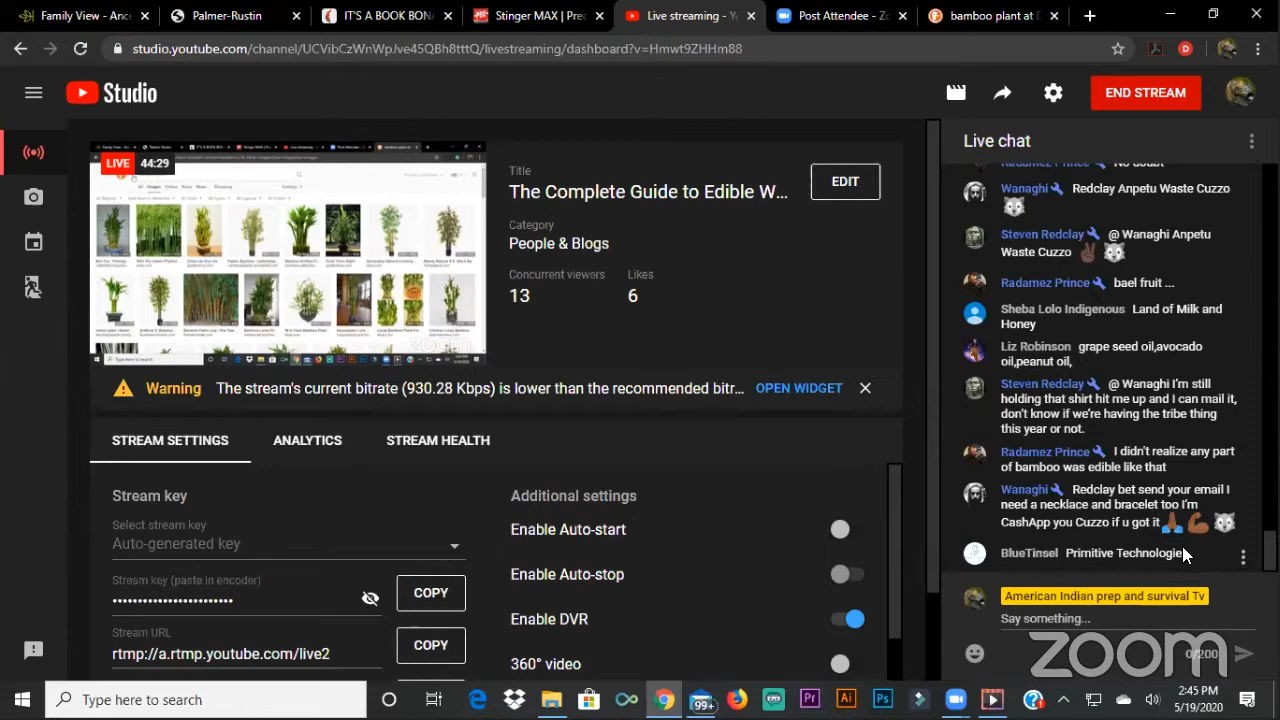 Family View - Anc
Palmer-Rustin
IT'S A BOOK BON
Stinger MAX | Pre
Live streaming - Y
Post Attendee - Zo
bamboo plant at D
studio.youtube.com/channel/UCVibCzWnWpJve45QBh8tttQ/livestreaming/dashboard?v=Hmwt9ZHHm88
Studio
END STREAM
LIVE 44:29
Title
The Complete Guide to Edible W...
EDIT
Category
People & Blogs
Concurrent viewers
Likes
13
6
Warning
The stream's current bitrate (930.28 Kbps) is lower than the recommended bitr...
OPEN WIDGET
STREAM SETTINGS
ANALYTICS
STREAM HEALTH
Stream key
Select stream key
Auto-generated key
Stream key (paste in encoder)
COPY
Stream URL
rtmp://a.rtmp.youtube.com/live2
COPY
Additional settings
Enable Auto-start
Enable Auto-stop
Enable DVR
360° video
Live chat
Radamez Prince No doubt
Wanaghi Redclay Anpetu Waste Cuzzo
Steven Redclay @ Wanaghi
Radamez Prince bael fruit ...
Sheba Lov Indigenous Land of Milk and
Honey
Liz Robinson grape seed oil,avocado
oil,peanut oil,
Steven Redclay @ Wanaghi I'm still
holding that shirt hit me up and I can mail it,
don't know if we're having the tribe thing
this year or not.
Radamez Prince I didn't realize any part
of bamboo was edible like that
Wanaghi Redclay bet send your email I
need a necklace and bracelet too I'm
CashApp you Cuzzo if u got it
BlueTinsel Primitive Technologie
American Indian prep and survival Tv
Say something...
0/200
zoom
Type here to search
99+
5:45 PM
5/19/2020